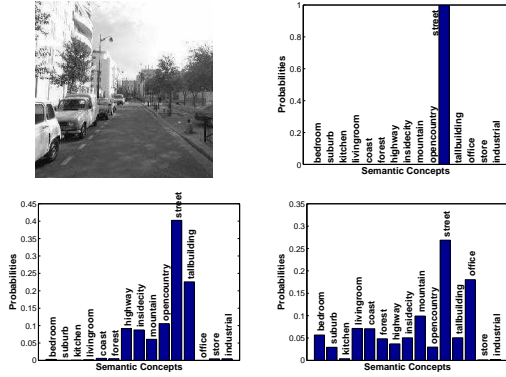 1
0.8
0.6
0.4
0.2
0
Probabilities
bedroom
suburb
kitchen
livingroom
coast
forest
highway
insidecity
mountain
opencountry
street
tallbuilding
office
store
industrial
Semantic Concepts
0.45
0.4
0.35
0.3
0.25
0.2
0.15
0.1
0.05
0
Probabilities
bedroom
suburb
kitchen
livingroom
coast
forest
highway
insidecity
mountain
opencountry
street
tallbuilding
office
store
industrial
Semantic Concepts
0.35
0.3
0.25
0.2
0.15
0.1
0.05
0
Probabilities
bedroom
suburb
kitchen
livingroom
coast
forest
highway
insidecity
mountain
opencountry
street
tallbuilding
office
store
industrial
Semantic Concepts